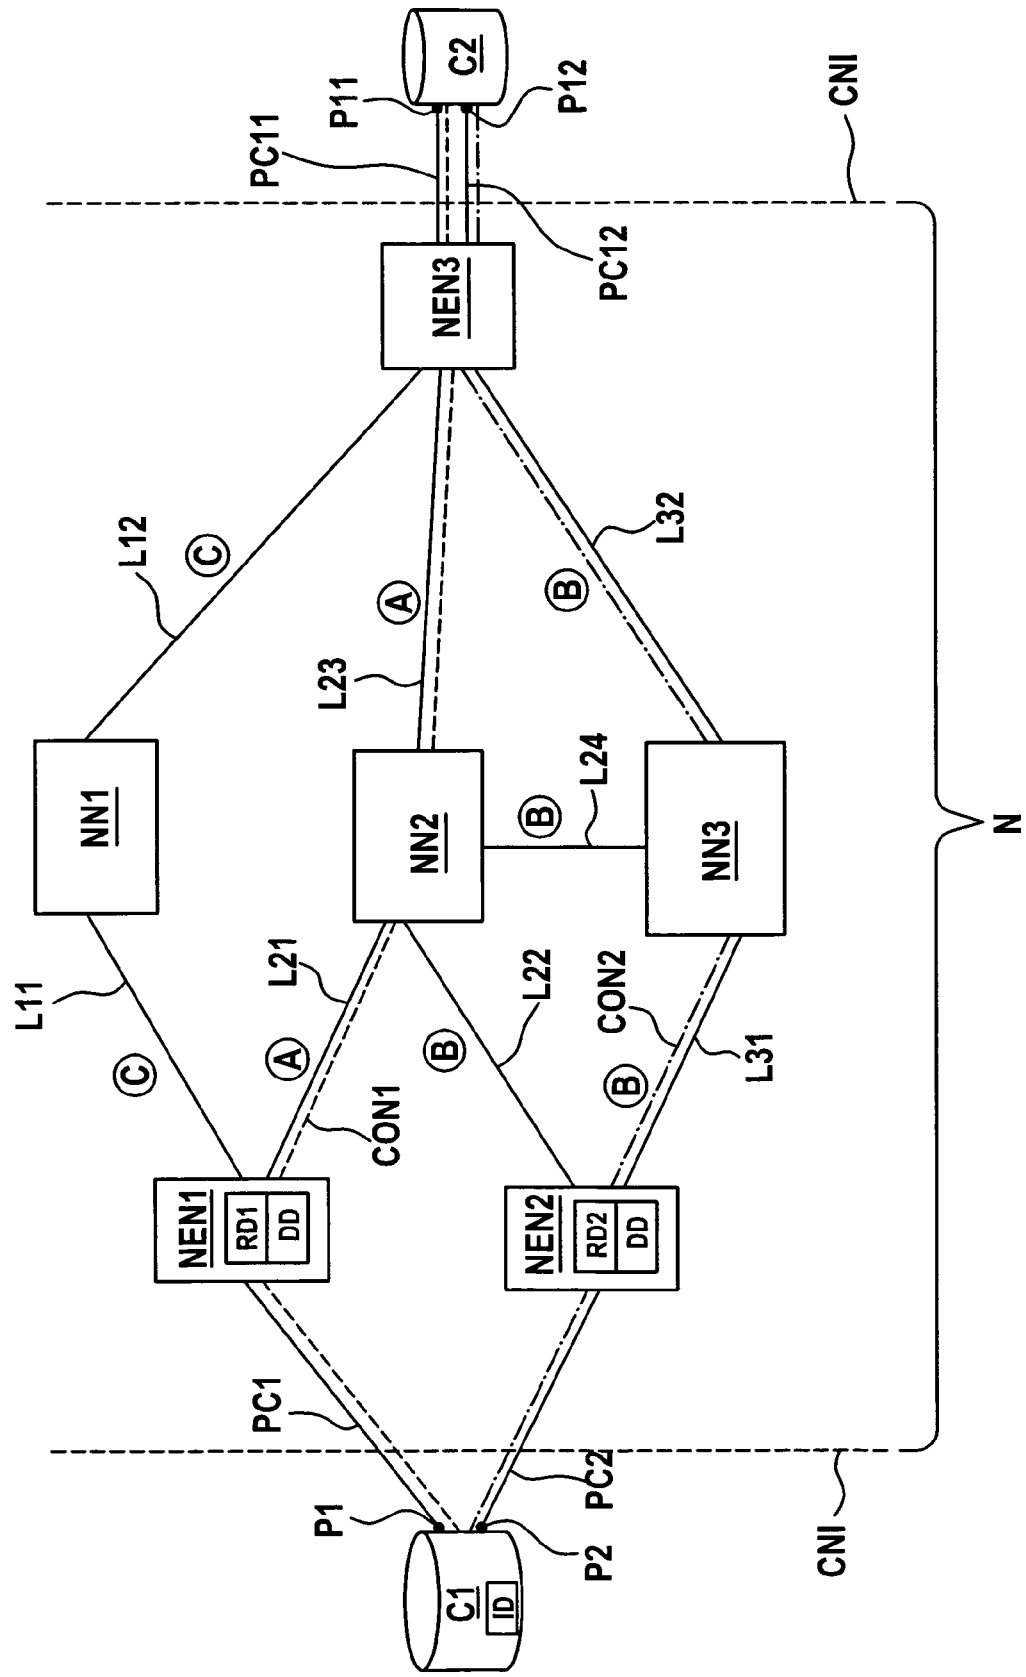 C1
ID
P1
P2
PC1
PC2
CNI
NEN1
RD1
DD
NEN2
RD2
DD
C
L11
A
L21
CON1
B
L22
B
CON2
L31
NN1
NN2
NN3
B
L24
L12
C
L23
A
B
L32
NEN3
PC11
PC12
P11
P12
C2
CNI
N